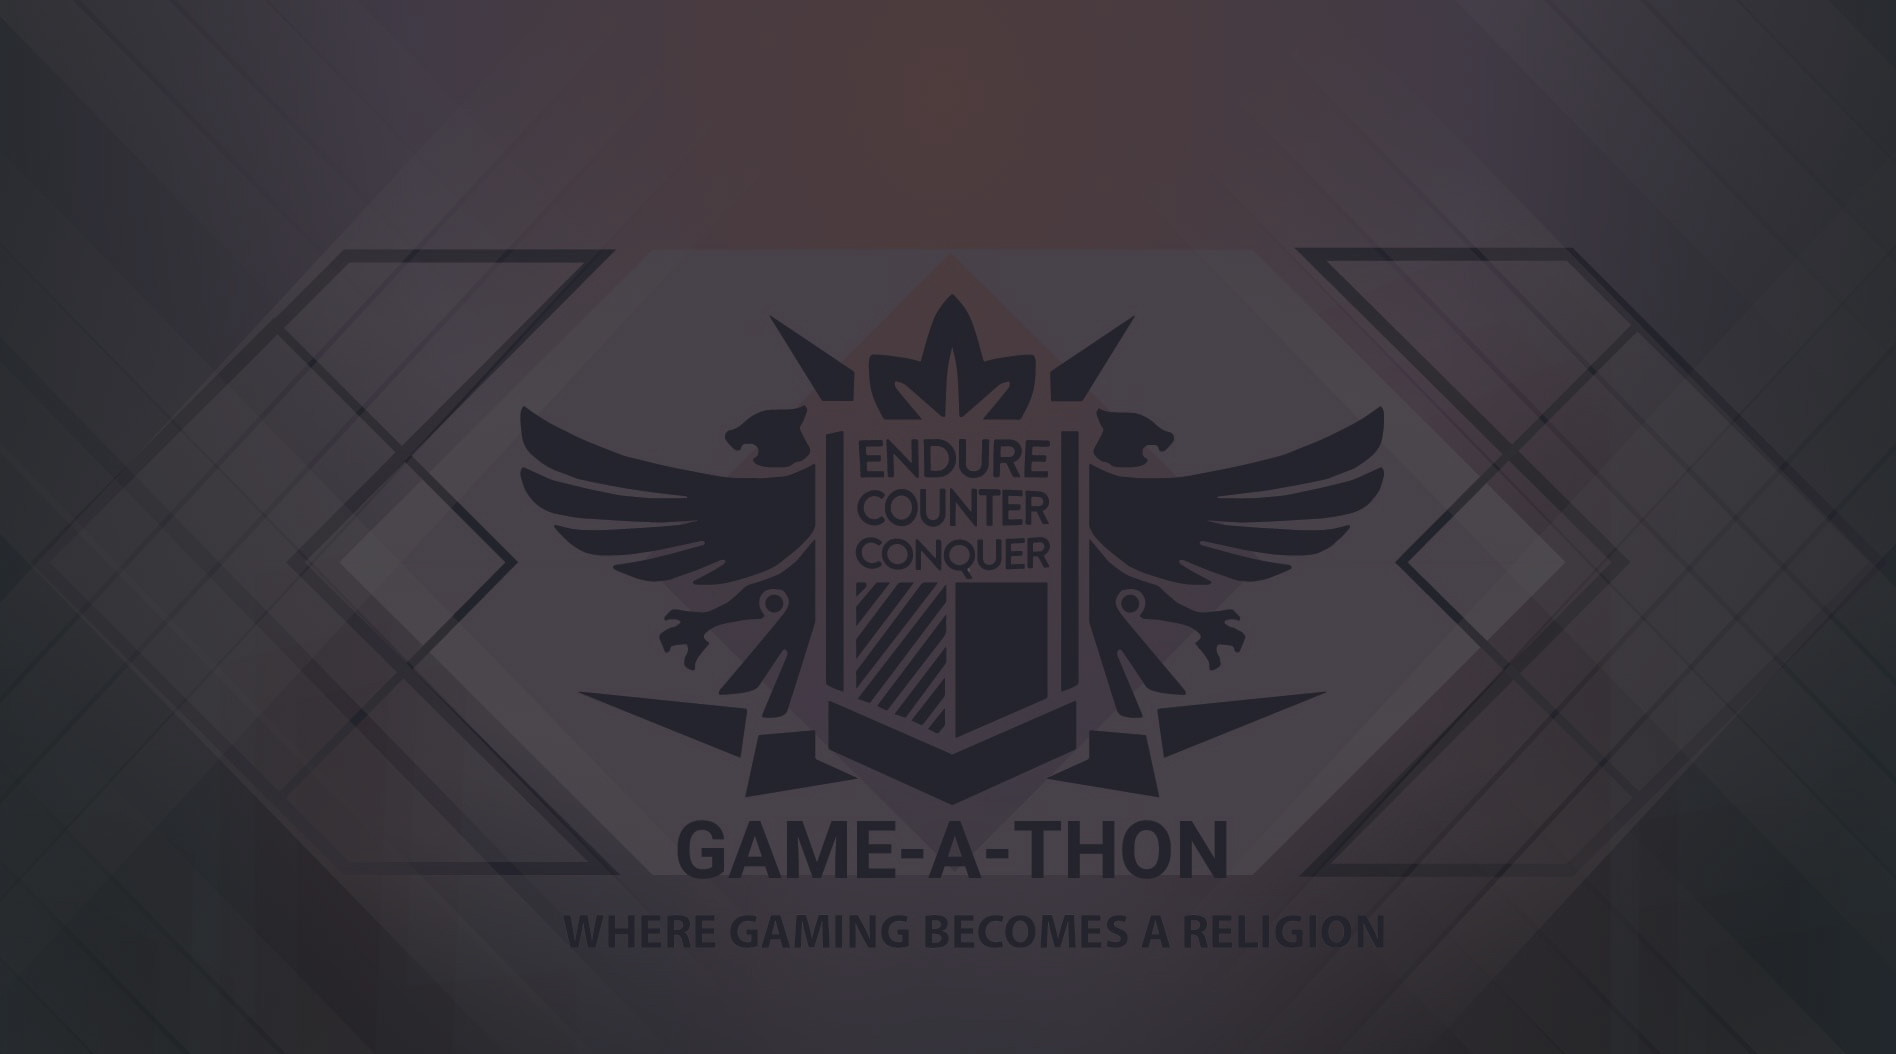 ENDURE
COUNTER
CONQUER
GAME-A-THON
WHERE GAMING BECOMES A RELIGION